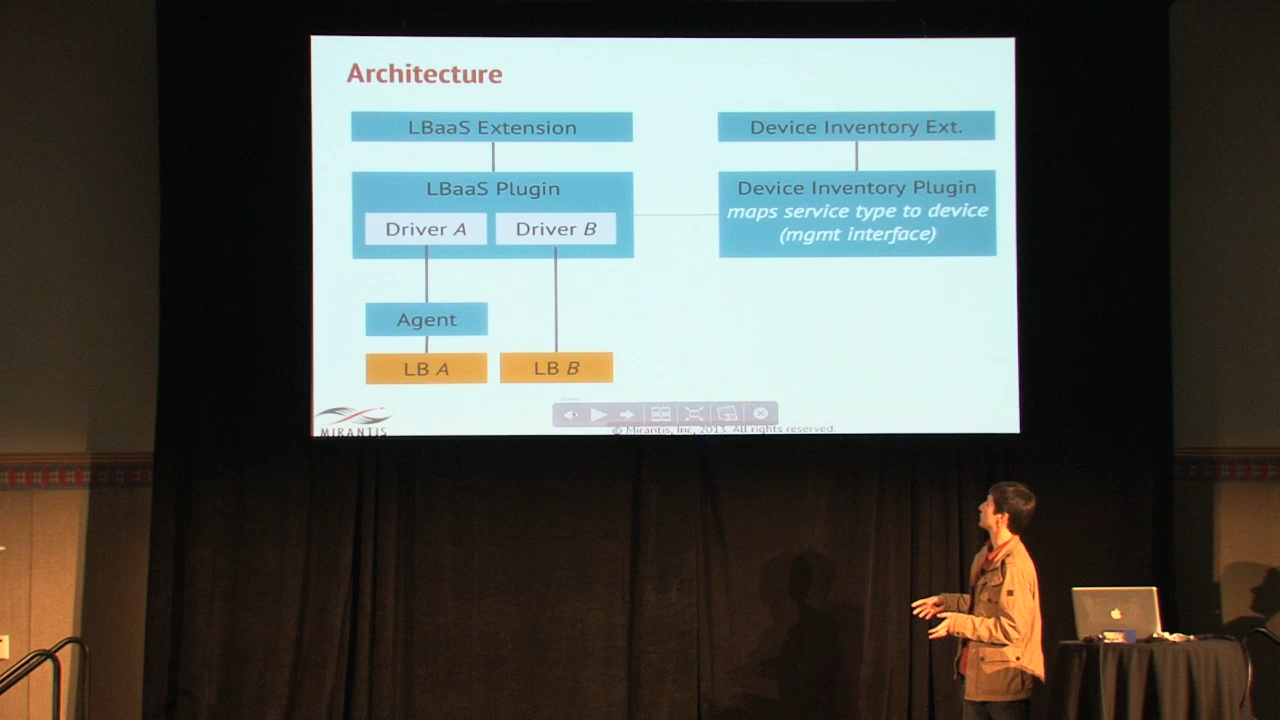 Architecture
LBaaS Extension
Device Inventory Ext.
LBaaS Plugin
Driver A
Driver B
Device Inventory Plugin
maps service type to device
(mgmt interface)
Agent
LB A
LB B
MIRANTIS
© Mirantis, Inc, 2013. All rights reserved.